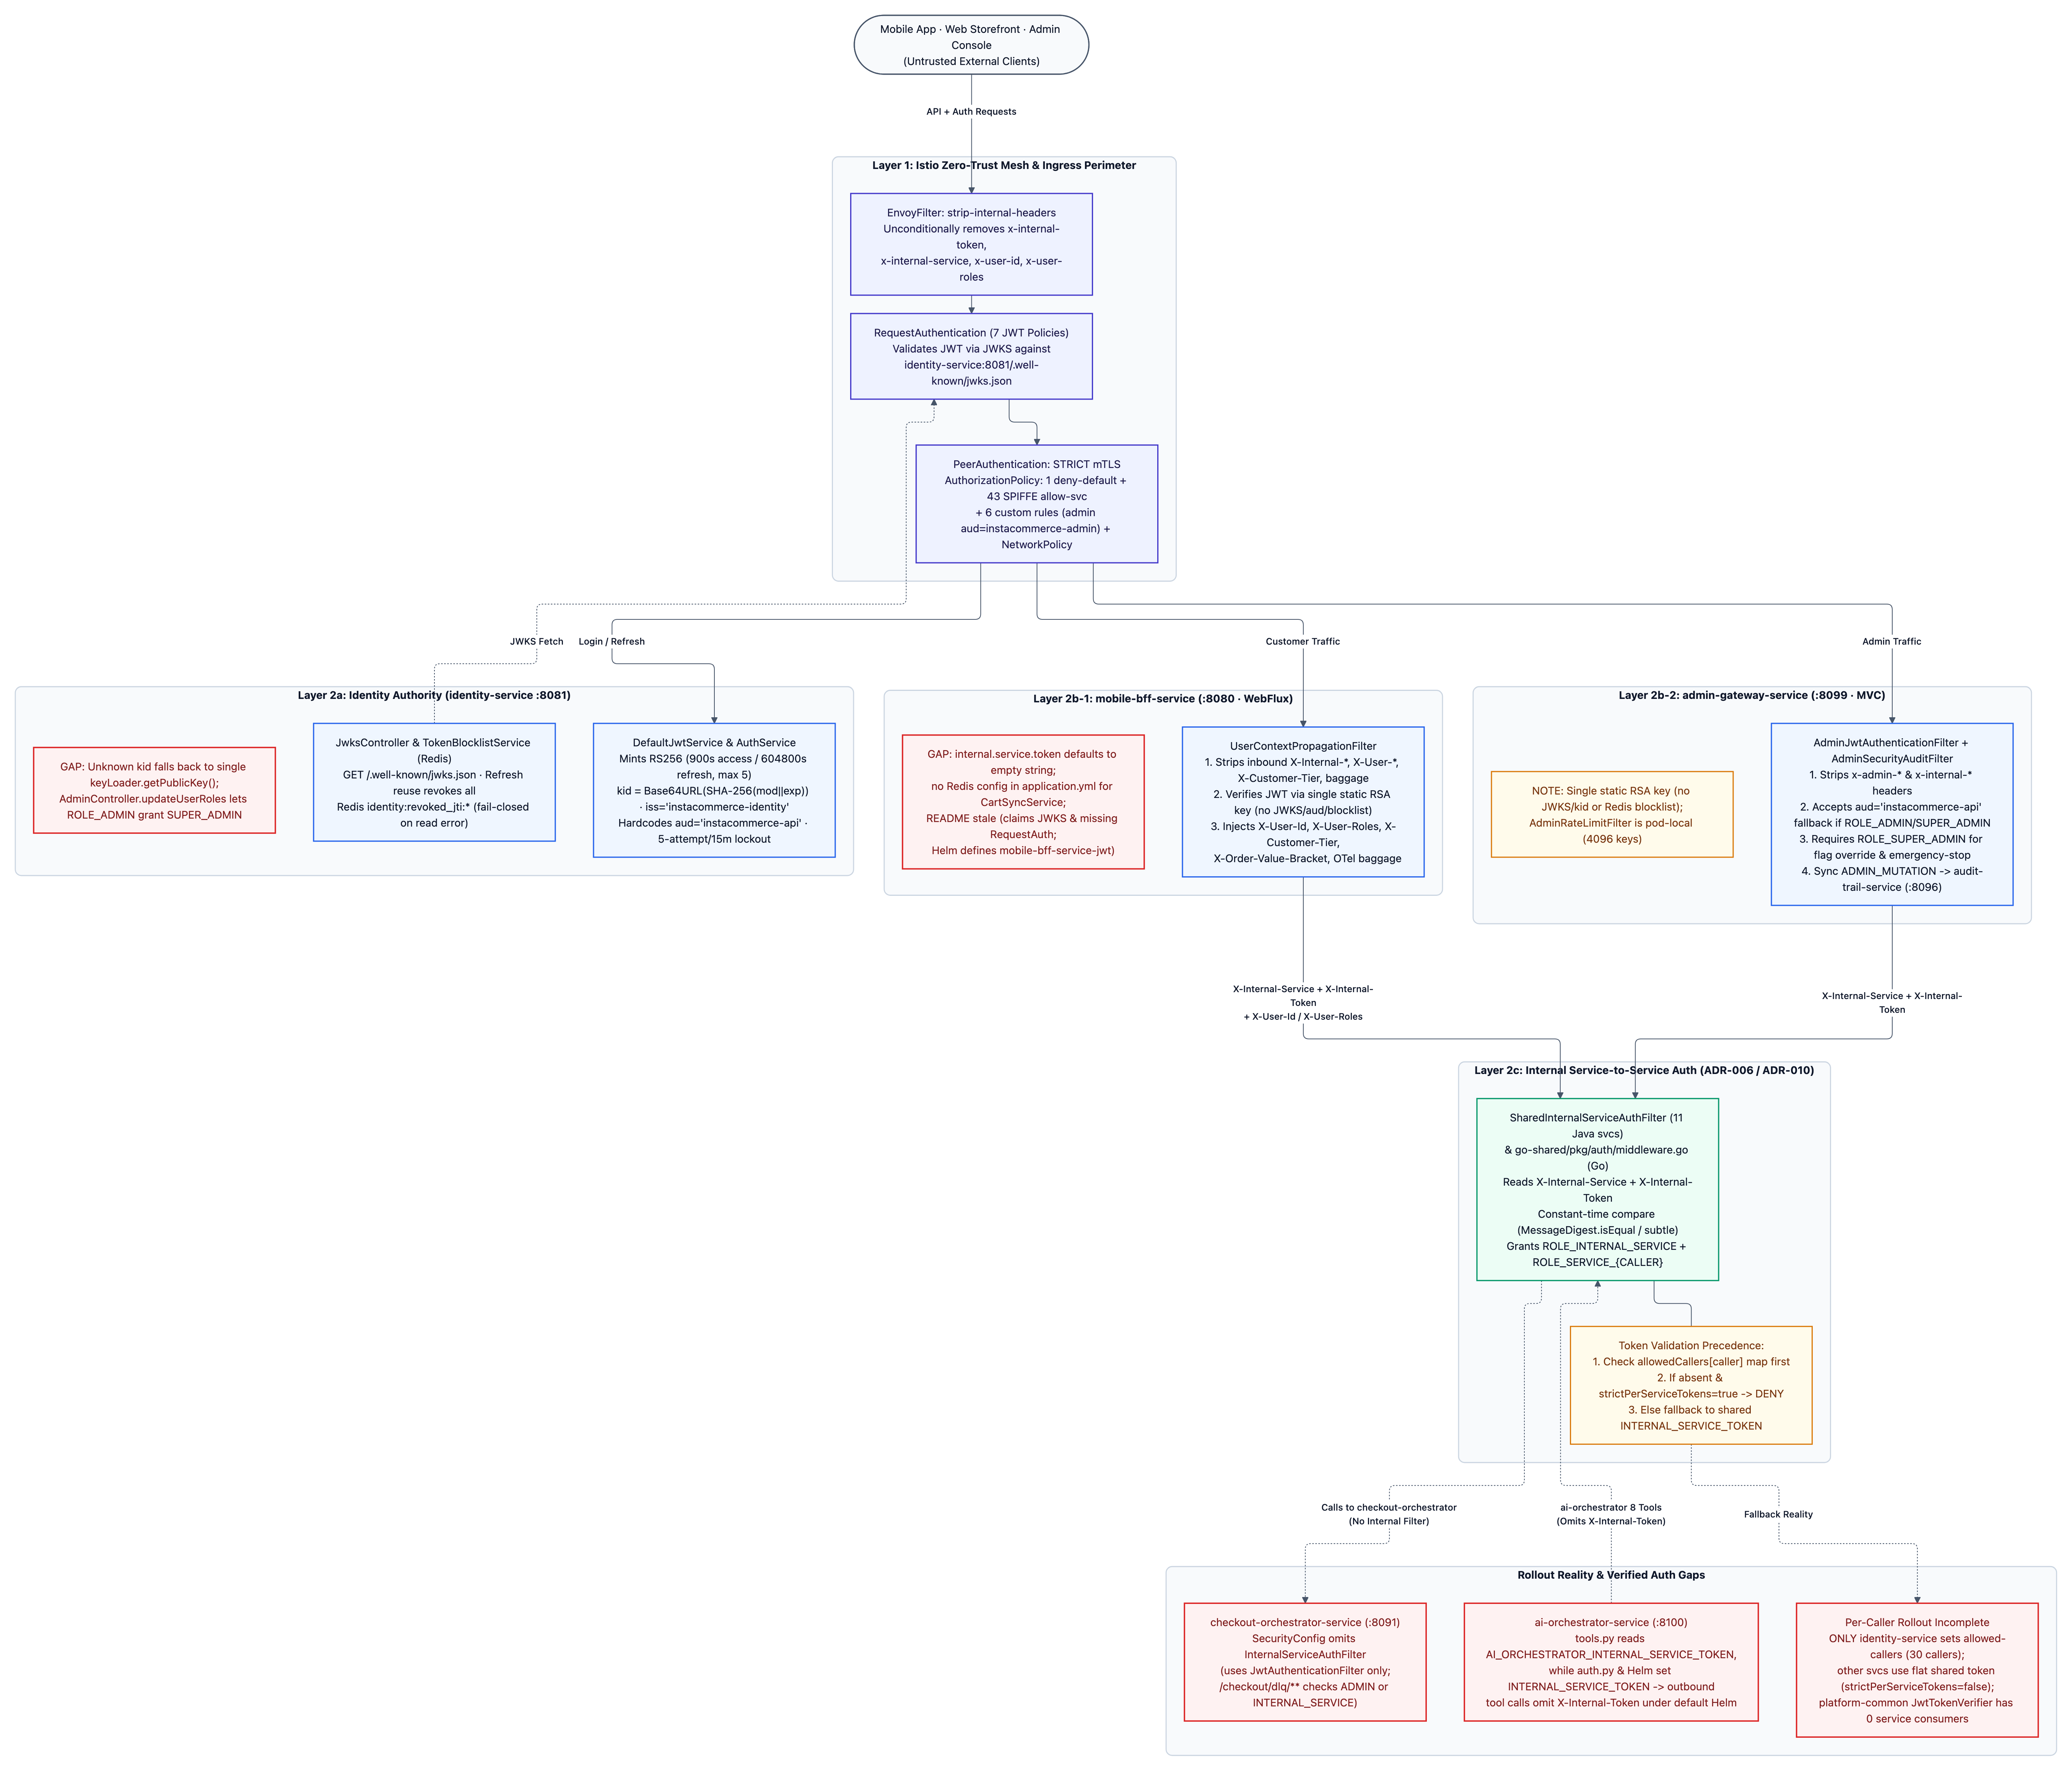 Mobile App · Web Storefront · Admin
Console
(Untrusted External Clients)
API + Auth Requests
Layer 1: Istio Zero-Trust Mesh & Ingress Perimeter
EnvoyFilter: strip-internal-headers
Unconditionally removes x-internal-
token,
x-internal-service, x-user-id, x-user-
roles
RequestAuthentication (7 JWT Policies)
Validates JWT via JWKS against
identity-service:8081/.well-
known/jwks.json
PeerAuthentication: STRICT mTLS
AuthorizationPolicy: 1 deny-default +
43 SPIFFE allow-svc
+ 6 custom rules (admin
aud=instacommerce-admin) +
NetworkPolicy
JWKS Fetch
Login / Refresh
Customer Traffic
Admin Traffic
Layer 2a: Identity Authority (identity-service :8081)
GAP: Unknown kid falls back to single
keyLoader.getPublicKey();
AdminController.updateUserRoles lets
ROLE_ADMIN grant SUPER_ADMIN
JwksController & TokenBlocklistService
(Redis)
GET /.well-known/jwks.json · Refresh
reuse revokes all
Redis identity:revoked_jti:* (fail-closed
on read error)
DefaultJwtService & AuthService
Mints RS256 (900s access / 604800s
refresh, max 5)
kid = Base64URL(SHA-256(mod||exp))
· iss='instacommerce-identity'
Hardcodes aud='instacommerce-api' ·
5-attempt/15m lockout
Layer 2b-1: mobile-bff-service (:8080 · WebFlux)
GAP: internal.service.token defaults to
empty string;
no Redis config in application.yml for
CartSyncService;
README stale (claims JWKS & missing
RequestAuth;
Helm defines mobile-bff-service-jwt)
UserContextPropagationFilter
1. Strips inbound X-Internal-*, X-User-*,
X-Customer-Tier, baggage
2. Verifies JWT via single static RSA
key (no JWKS/aud/blocklist)
3. Injects X-User-Id, X-User-Roles, X-
Customer-Tier,
X-Order-Value-Bracket, OTel baggage
Layer 2b-2: admin-gateway-service (:8099 · MVC)
NOTE: Single static RSA key (no
JWKS/kid or Redis blocklist);
AdminRateLimitFilter is pod-local
(4096 keys)
AdminJwtAuthenticationFilter +
AdminSecurityAuditFilter
1. Strips x-admin-* & x-internal-*
headers
2. Accepts aud='instacommerce-api'
fallback if ROLE_ADMIN/SUPER_ADMIN
3. Requires ROLE_SUPER_ADMIN for
flag override & emergency-stop
4. Sync ADMIN_MUTATION -> audit-
trail-service (:8096)
X-Internal-Service + X-Internal-
Token
+ X-User-Id / X-User-Roles
X-Internal-Service + X-Internal-
Token
Layer 2c: Internal Service-to-Service Auth (ADR-006 / ADR-010)
SharedInternalServiceAuthFilter (11
Java svcs)
& go-shared/pkg/auth/middleware.go
(Go)
Reads X-Internal-Service + X-Internal-
Token
Constant-time compare
(MessageDigest.isEqual / subtle)
Grants ROLE_INTERNAL_SERVICE +
ROLE_SERVICE_{CALLER}
Token Validation Precedence:
1. Check allowedCallers[caller] map first
2. If absent &
strictPerServiceTokens=true -> DENY
3. Else fallback to shared
INTERNAL_SERVICE_TOKEN
Calls to checkout-orchestrator
(No Internal Filter)
ai-orchestrator 8 Tools
(Omits X-Internal-Token)
Fallback Reality
Rollout Reality & Verified Auth Gaps
checkout-orchestrator-service (:8091)
SecurityConfig omits
InternalServiceAuthFilter
(uses JwtAuthenticationFilter only;
/checkout/dlq/** checks ADMIN or
INTERNAL_SERVICE)
ai-orchestrator-service (:8100)
tools.py reads
AI_ORCHESTRATOR_INTERNAL_SERVICE_TOKEN,
while auth.py & Helm set
INTERNAL_SERVICE_TOKEN -> outbound
tool calls omit X-Internal-Token under default Helm
Per-Caller Rollout Incomplete
ONLY identity-service sets allowed-
callers (30 callers);
other svcs use flat shared token
(strictPerServiceTokens=false);
platform-common JwtTokenVerifier has
0 service consumers